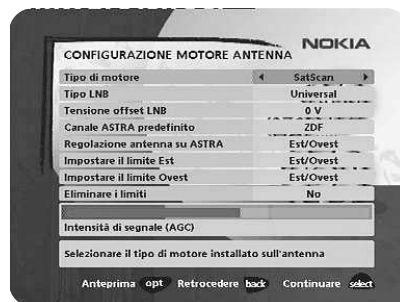 NOKIA
CONFIGURAZIONE MOTORE ANTENNA
Tipo di motore SatScan
Tipo LNB Universal
Tensione offset LNB 0 V
Canale ASTRA predefinito ZDF
Regolazione antenna su ASTRA Est/Ovest
Impostare il limite Est Est/Ovest
Impostare il limite Ovest Est/Ovest
Eliminare i limiti No
Intensità di segnale (AGC)
Selezionare il tipo di motore installato sull'antenna
Anteprima opt Retrocedere back Continuare select